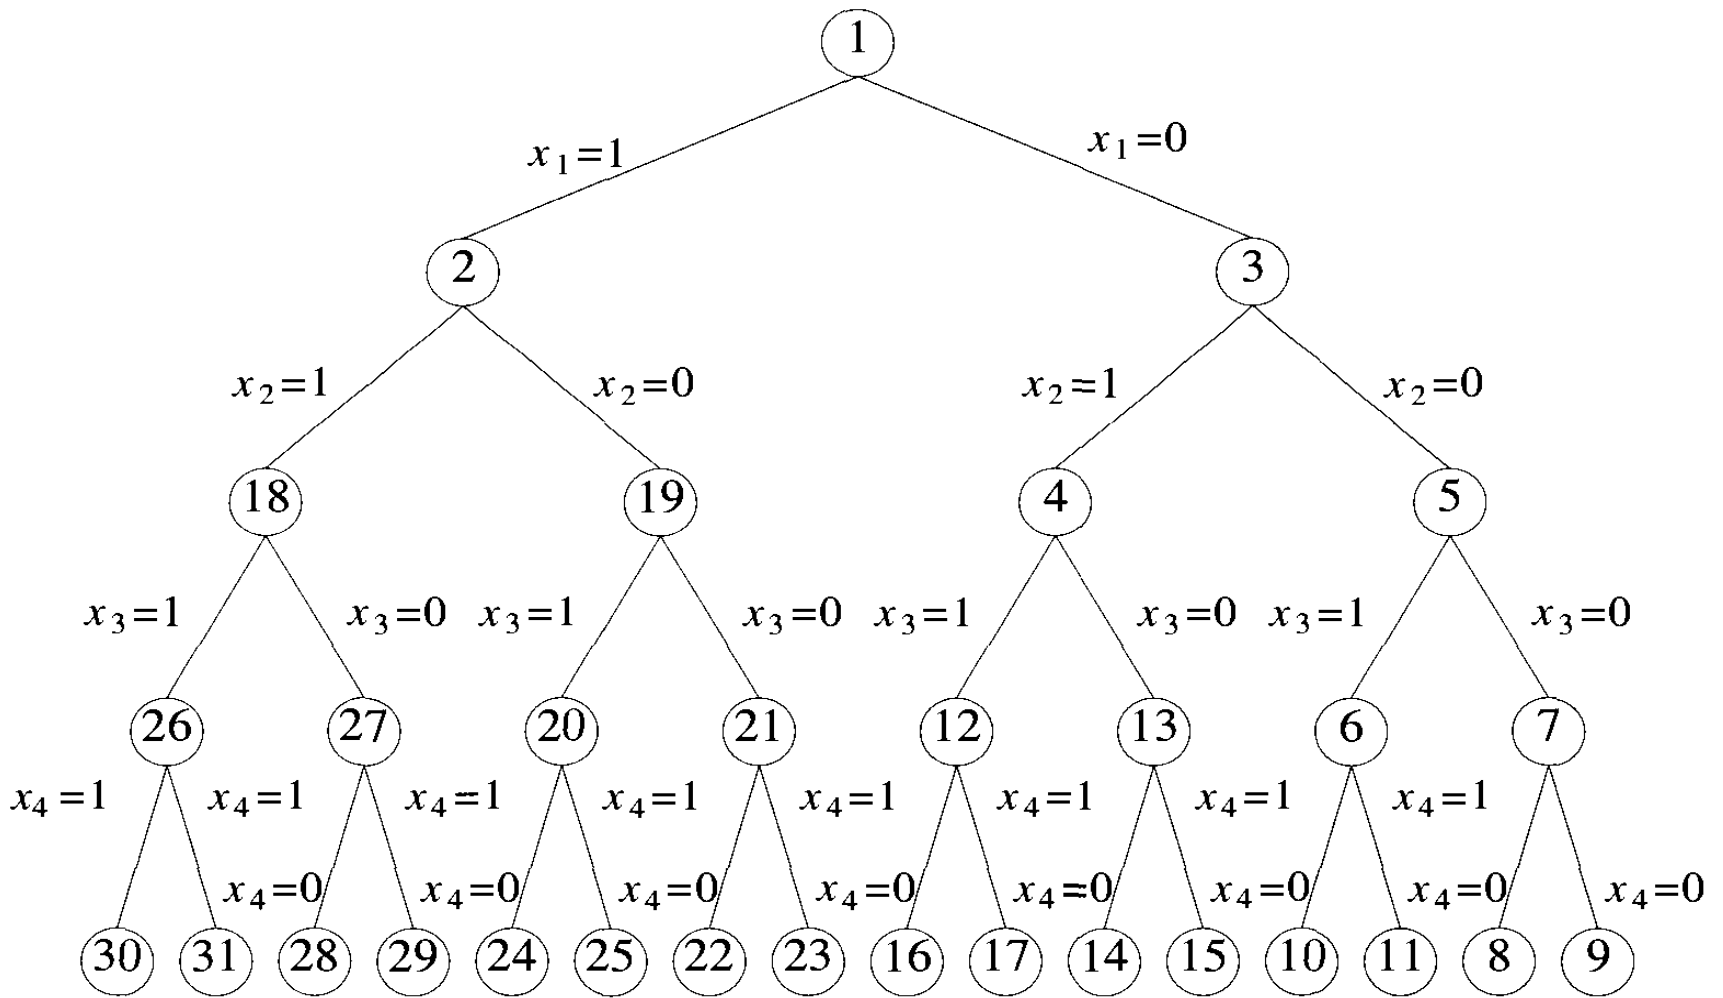 1
x1=1 x1=0
2 3
x2=1 x2=0 x2=1 x2=0
18 19 4 5
x3=1 x3=0 x3=1 x3=0 x3=1 x3=0 x3=1 x3=0
26 27 20 21 12 13 6 7
x4=1 x4=1 x4=1 x4=1 x4=1 x4=1 x4=1 x4=1
x4=0 x4=0 x4=0 x4=0 x4=0 x4=0 x4=0 x4=0
30 31 28 29 24 25 22 23 16 17 14 15 10 11 8 9